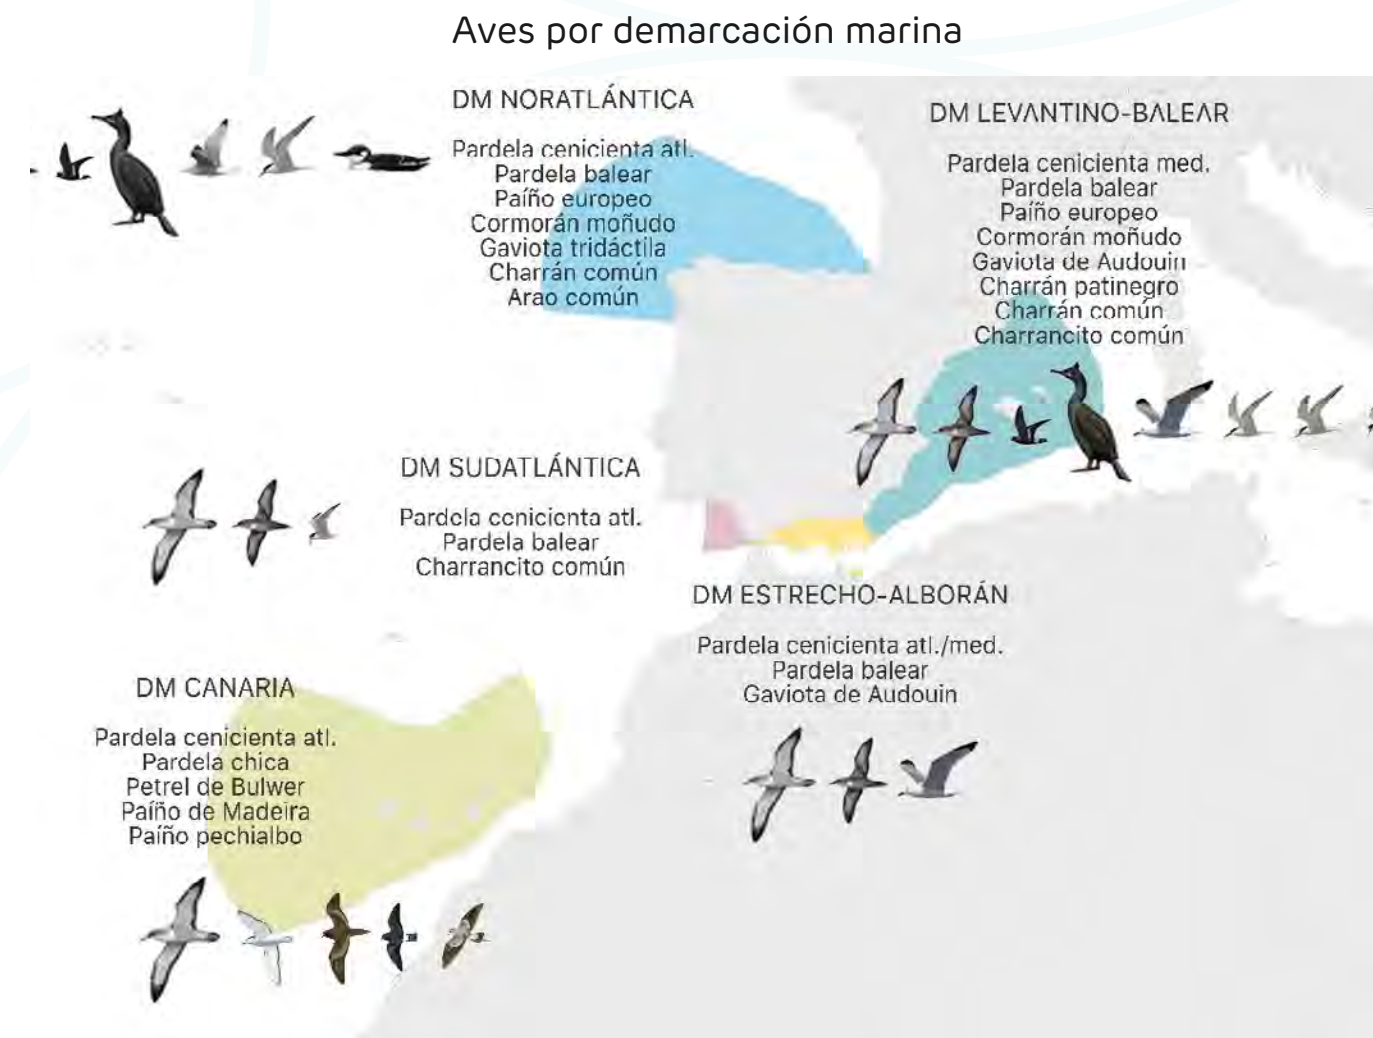 Aves por demarcación marina
DM NORATLÁNTICA
Pardela cenicienta atl.
Pardela balear
Paíño europeo
Cormorán moñudo
Gaviota tridáctila
Charrán común
Arao común
DM LEVANTINO-BALEAR
Pardela cenicienta med.
Pardela balear
Paíño europeo
Cormorán moñudo
Gaviota de Audouin
Charrán patinegro
Charrán común
Charrancito común
DM SUDATLÁNTICA
Pardela cenicienta atl.
Pardela balear
Charrancito común
DM ESTRECHO-ALBORÁN
Pardela cenicienta atl./med.
Pardela balear
Gaviota de Audouin
DM CANARIA
Pardela cenicienta atl.
Pardela chica
Petrel de Bulwer
Paíño de Madeira
Paíño pechialbo